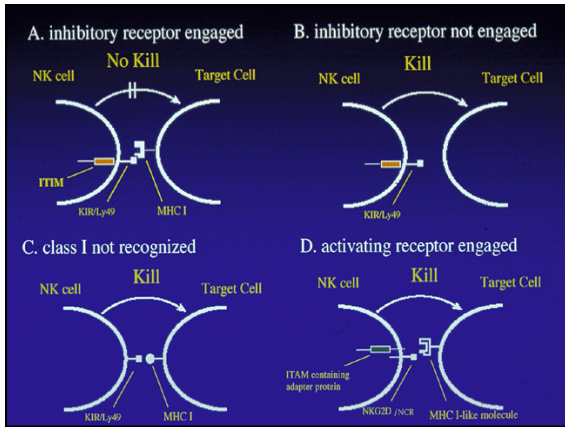 A. inhibitory receptor engaged
No Kill
NK cell
Target Cell
ITIM
KIR/Ly49
MHC I
B. inhibitory receptor not engaged
Kill
NK cell
Target Cell
KIR/Ly49
C. class I not recognized
Kill
NK cell
Target Cell
KIR/Ly49
MHC I
D. activating receptor engaged
Kill
NK cell
Target Cell
ITAM containing
adapter protein
NKG2D /NCR
MHC I-like molecule